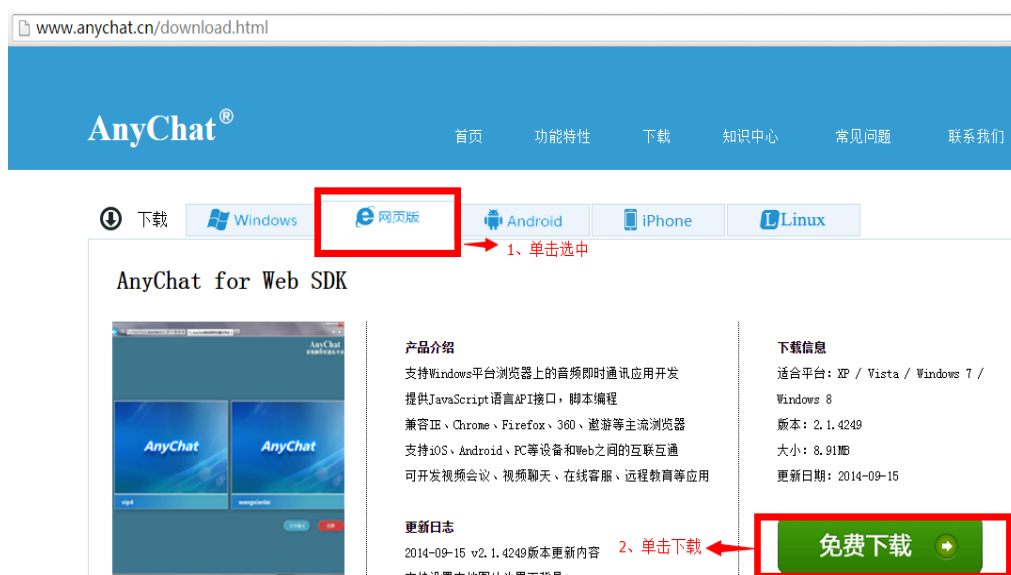 www.anychat.cn/download.html
AnyChat®
首页 功能特性 下载 知识中心 常见问题 联系我们
下载 Windows 网页版 Android iPhone Linux
1、单击选中
AnyChat for Web SDK
AnyChat
AnyChat AnyChat
vip4
产品介绍
支持Windows平台浏览器上的音频即时通讯应用开发
提供JavaScript语言API接口，脚本编程
兼容IE、Chrome、Firefox、360、遨游等主流浏览器
支持iOS、Android、PC等设备和Web之间的互联互通
可开发视频会议、视频聊天、在线客服、远程教育等应用
更新日志
2014-09-15 v2.1.4249版本更新内容
下载信息
适合平台：XP / Vista / Windows 7 /
Windows 8
版本：2.1.4249
大小：8.91MB
更新日期：2014-09-15
2、单击下载
免费下载